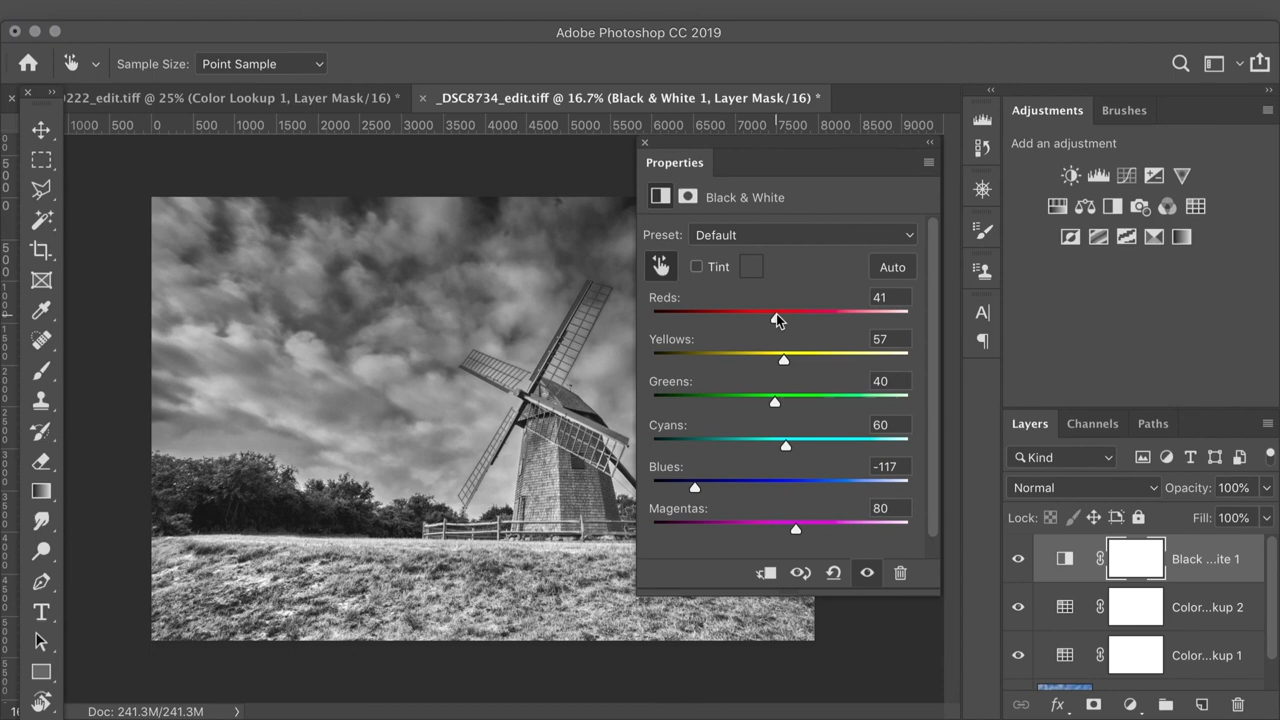 Adobe Photoshop CC 2019
Sample Size: Point Sample
0222_edit.tiff @ 25% (Color Lookup 1, Layer Mask/16) *
_DSC8734_edit.tiff @ 16.7% (Black & White 1, Layer Mask/16) *
1000 500 0 500 1000 1500 2000 2500 3000 3500 4000 4500 5000 5500 6000 6500 7000 7500 8000 8500 9000
Properties
Black & White
Preset: Default
Tint
Auto
Reds: 41
Yellows: 57
Greens: 40
Cyans: 60
Blues: -117
Magentas: 80
Adjustments Brushes
Add an adjustment
A
Layers Channels Paths
Kind
Normal Opacity: 100%
Lock: Fill: 100%
Black ...ite 1
Color...kup 2
Color...kup 1
fx
T
Doc: 241.3M/241.3M